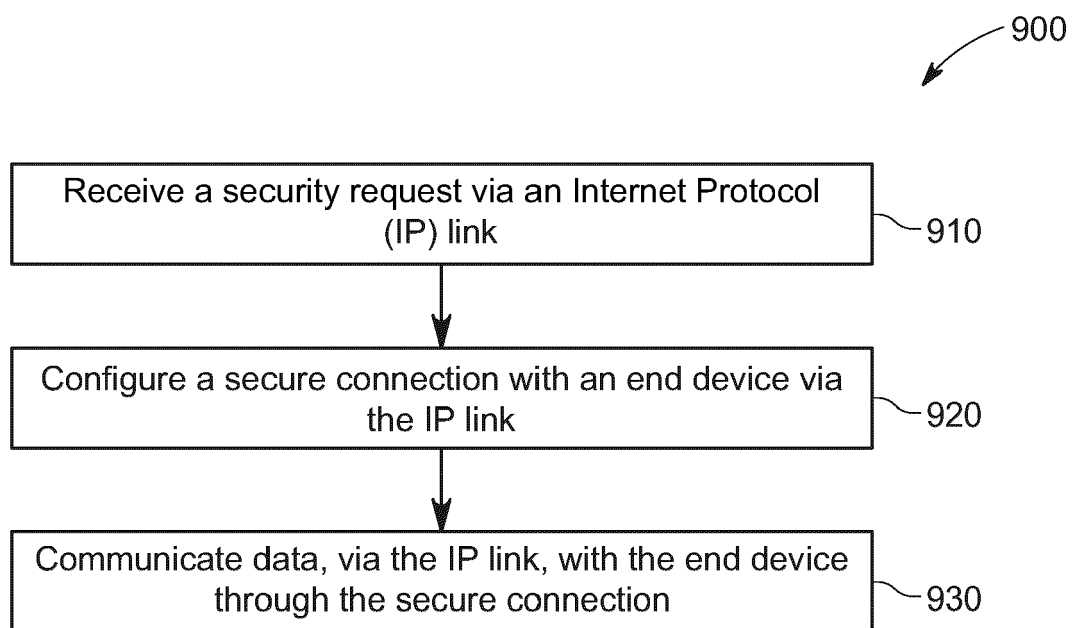 900
Receive a security request via an Internet Protocol
(IP) link
910
Configure a secure connection with an end device via
the IP link
920
Communicate data, via the IP link, with the end device
through the secure connection
930